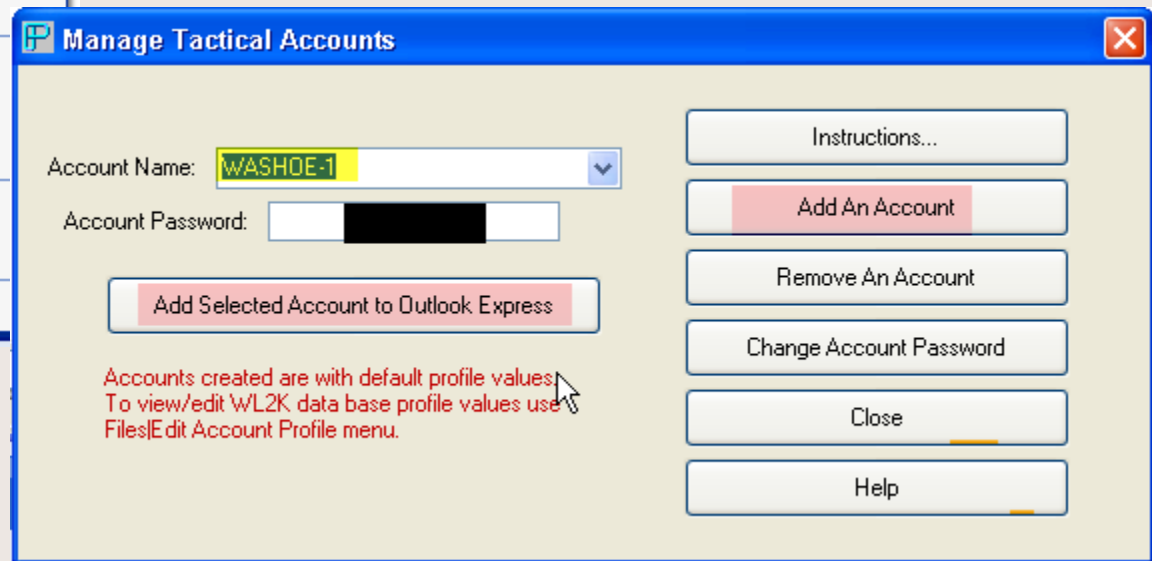 Manage Tactical Accounts
Account Name: WASHOE-1
Account Password:
Add Selected Account to Outlook Express
Accounts created are with default profile values.
To view/edit WL2K data base profile values use
Files|Edit Account Profile menu.
Instructions...
Add An Account
Remove An Account
Change Account Password
Close
Help